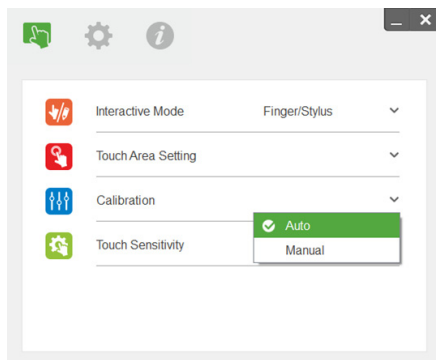 Interactive Mode Finger/Stylus
Touch Area Setting
Calibration
Auto
Touch Sensitivity
Manual